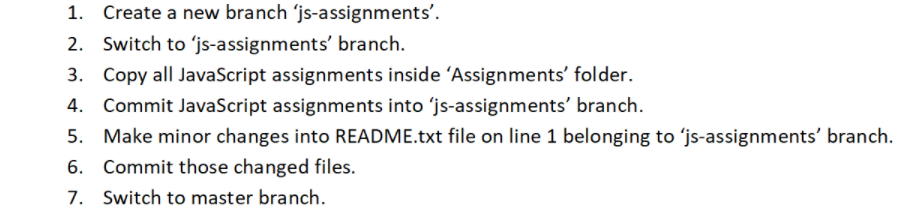 1. Create a new branch ‘js-assignments’.
2. Switch to ‘js-assignments’ branch.
3. Copy all JavaScript assignments inside ‘Assignments’ folder.
4. Commit JavaScript assignments into ‘js-assignments’ branch.
5. Make minor changes into README.txt file on line 1 belonging to ‘js-assignments’ branch.
6. Commit those changed files.
7. Switch to master branch.